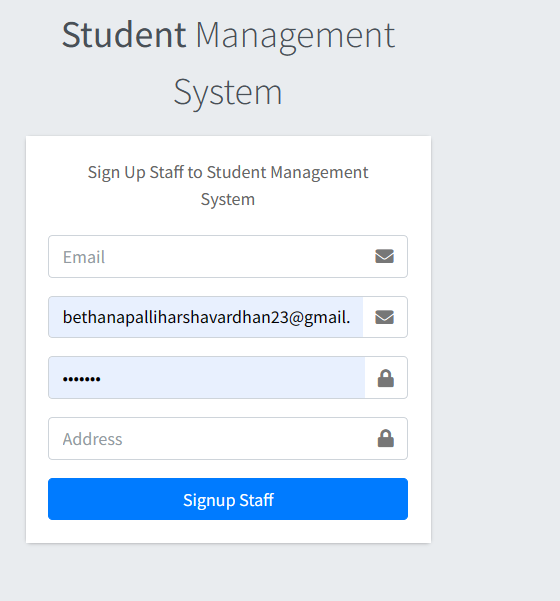 Student Management
System
Sign Up Staff to Student Management
System
Email
bethanapalliharshavardhan23@gmail.
•••••••
Address
Signup Staff